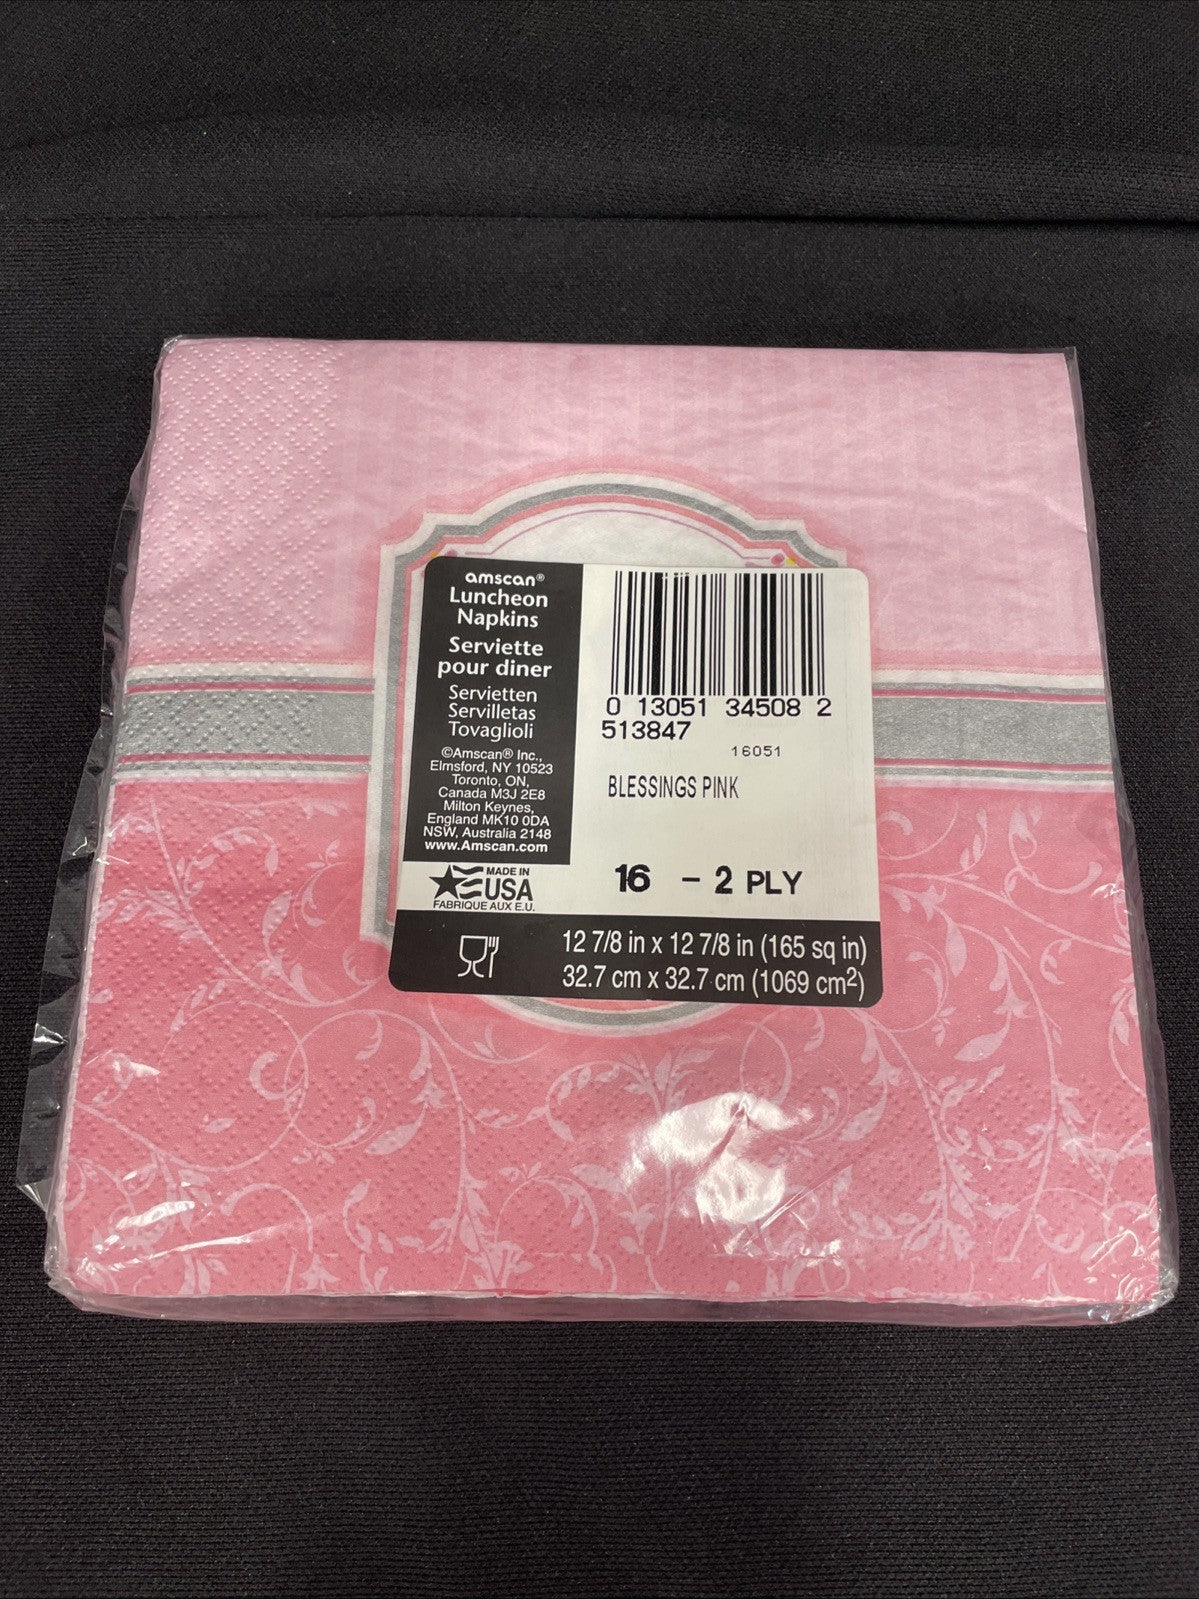 amscan®
Luncheon
Napkins
Serviette
pour diner
Servietten
Servilletas
Tovaglioli
©Amscan® Inc.,
Elmsford, NY 10523
Toronto, ON,
Canada M3J 2E8
Milton Keynes,
England MK10 0DA
NSW, Australia 2148
www.Amscan.com
MADE IN
USA
FABRIQUE AUX E.U.
0 13051 34508 2
513847
16051
BLESSINGS PINK
16 - 2 PLY
12 7/8 in x 12 7/8 in (165 sq in)
32.7 cm x 32.7 cm (1069 cm²)